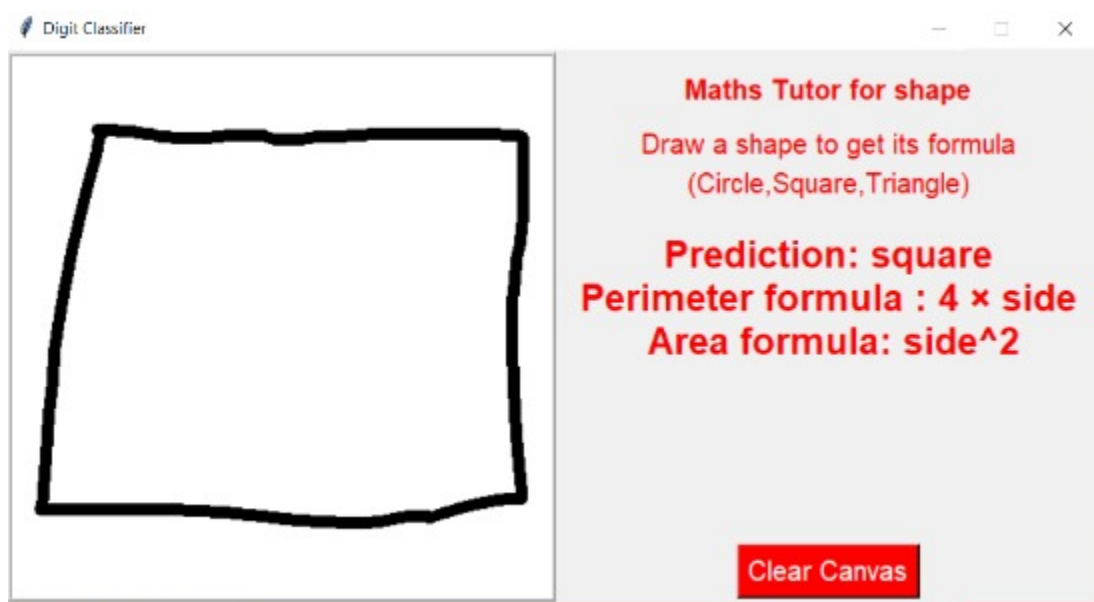 Digit Classifier
Maths Tutor for shape
Draw a shape to get its formula
(Circle,Square,Triangle)
Prediction: square
Perimeter formula : 4 × side
Area formula: side^2
Clear Canvas